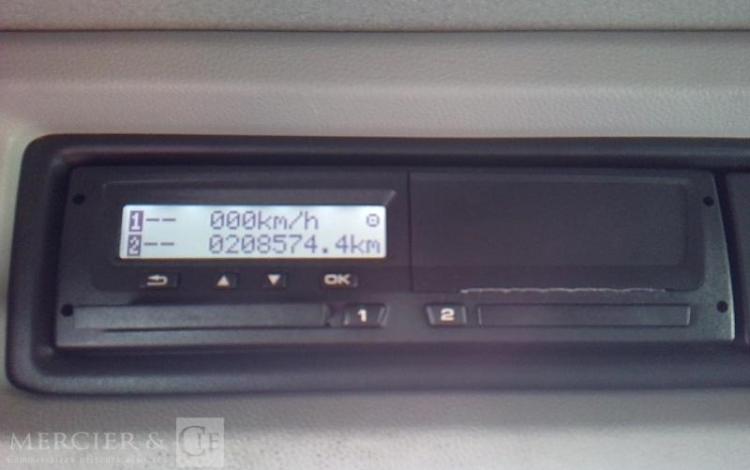 1-- 000km/h
2-- 0208574.4km
OK
1 2
MERCIER & CIE